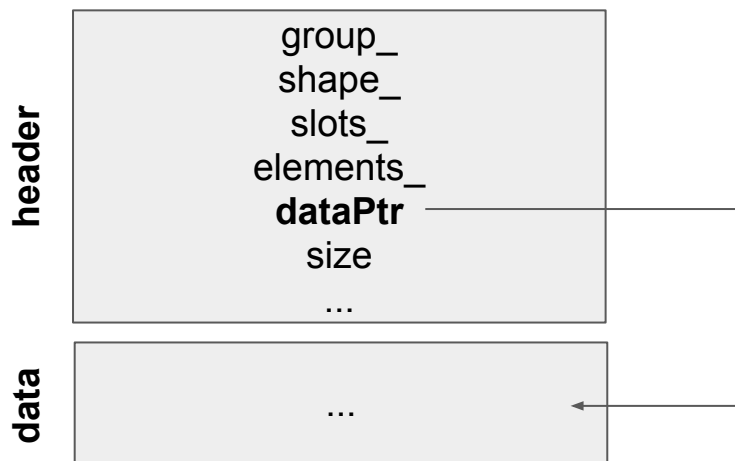 header
group_
shape_
slots_
elements_
dataPtr
size
...
data
...